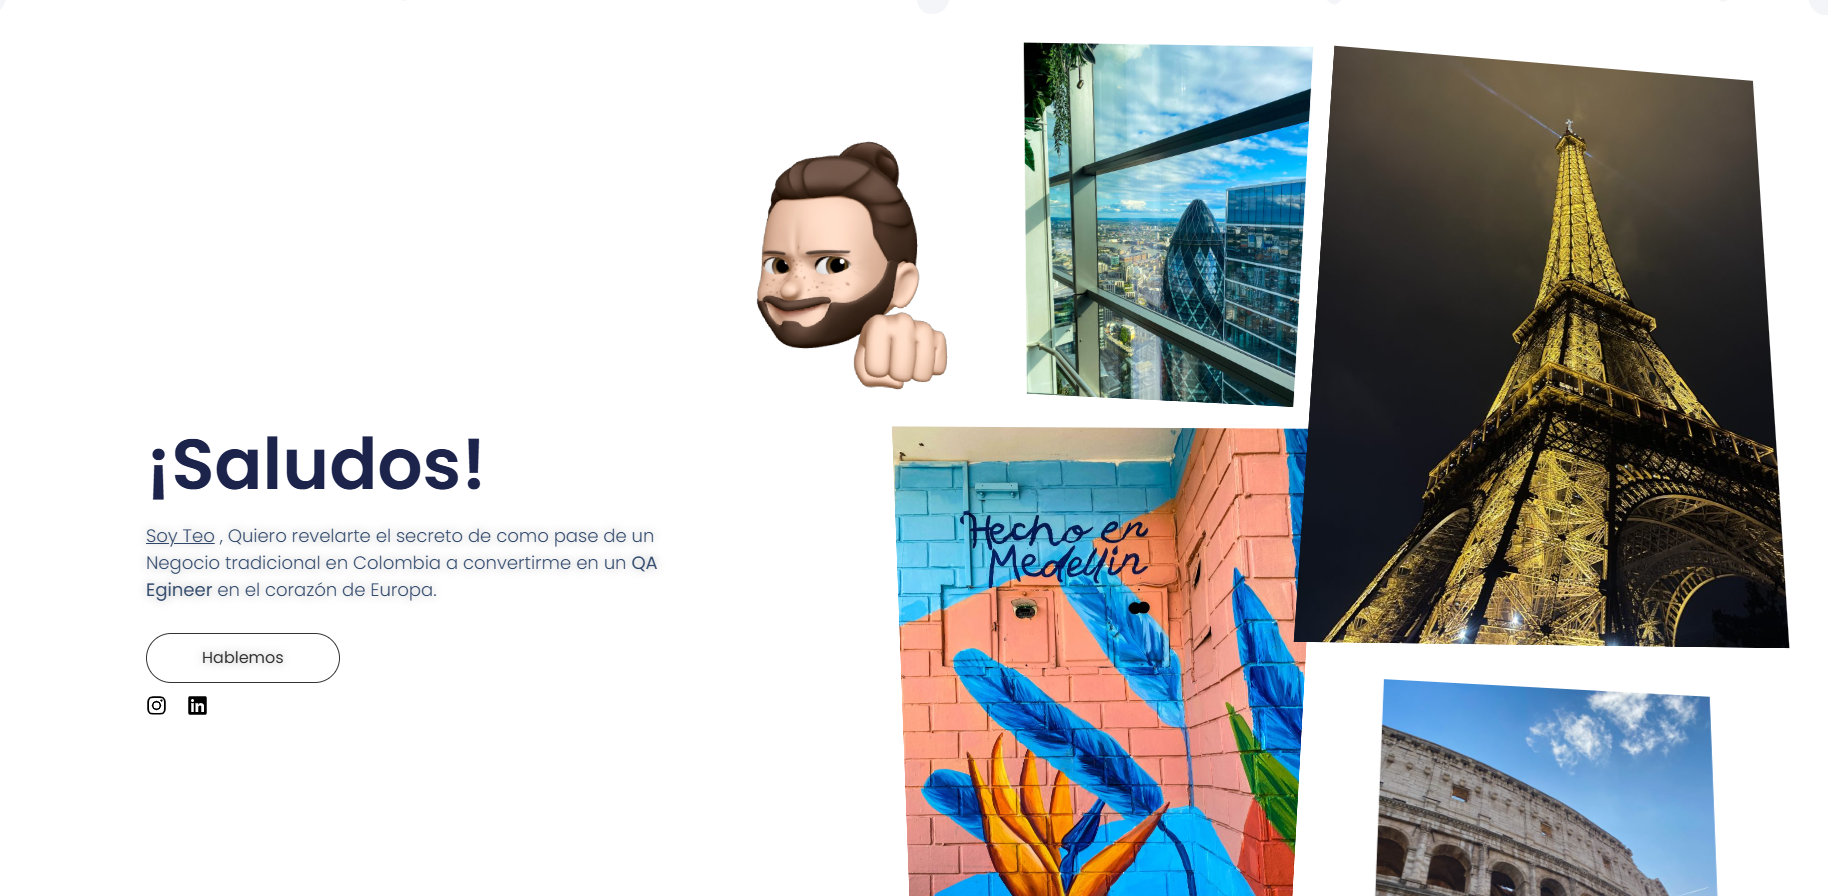 ¡Saludos!
Soy Teo , Quiero revelarte el secreto de como pase de un
Negocio tradicional en Colombia a convertirme en un QA
Egineer en el corazón de Europa.
Hablemos
Hecho en
Medellin